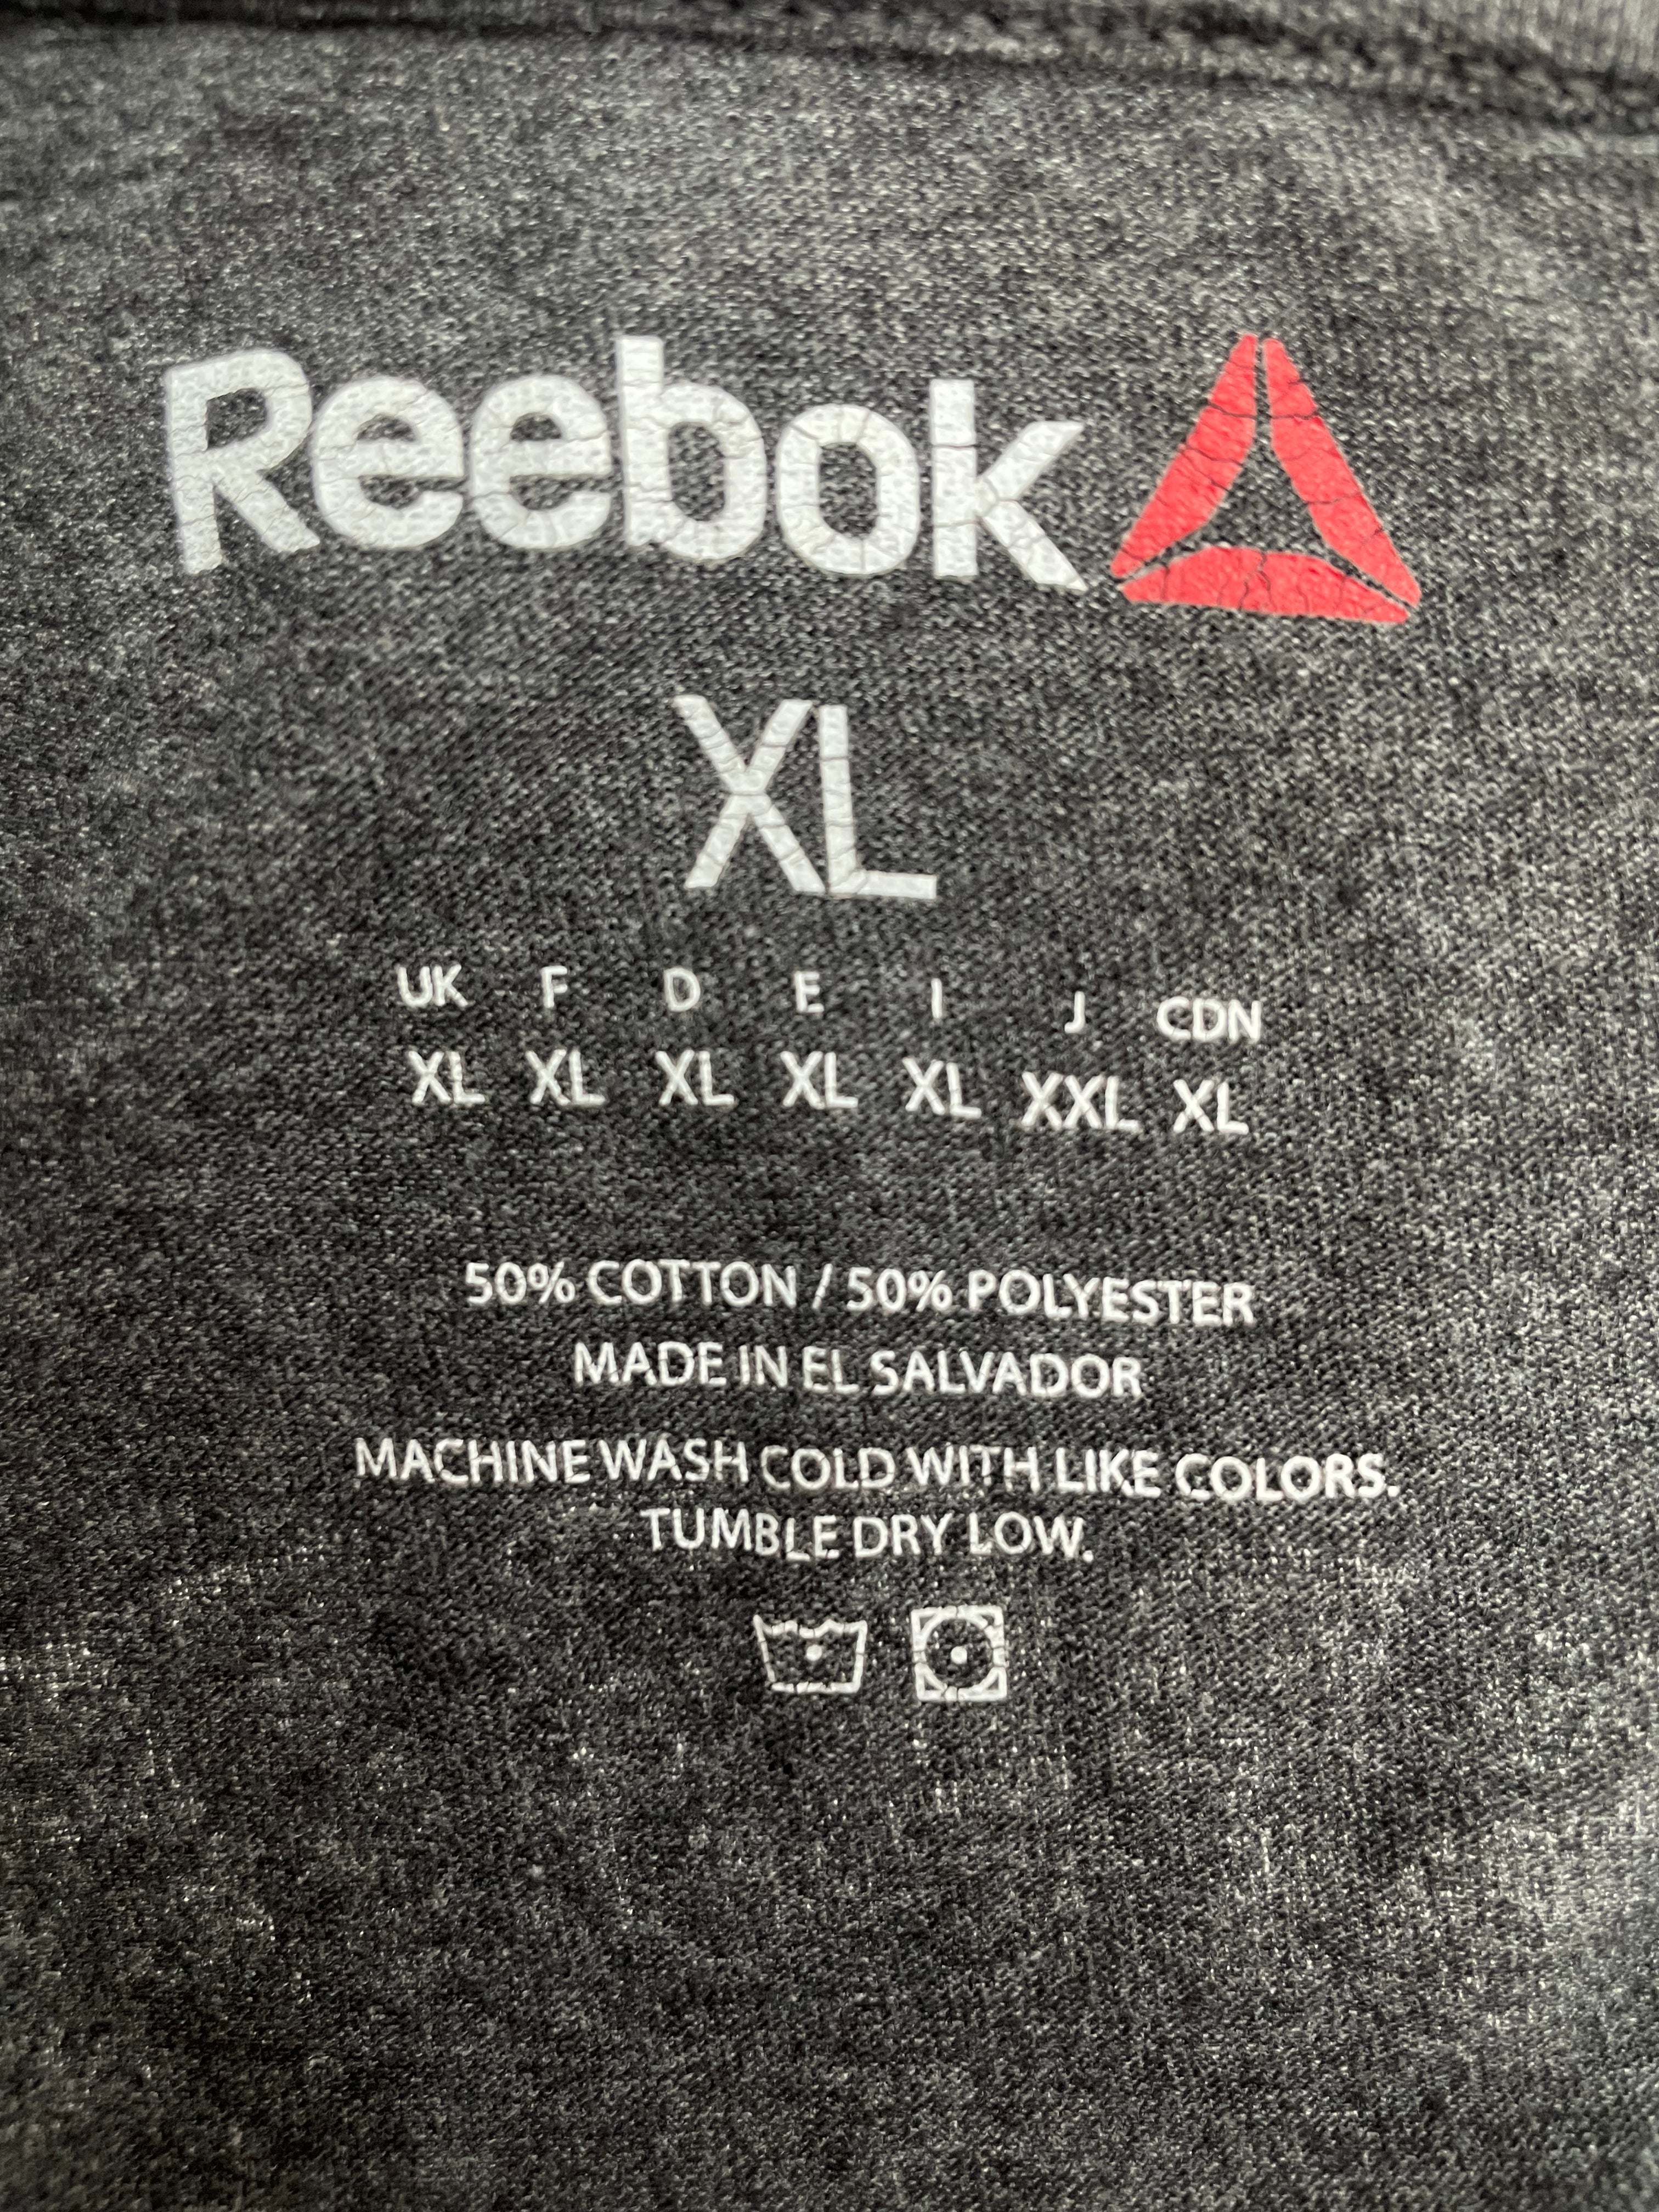 Reebok
XL
UK F D E I J CDN
XL XL XL XL XL XXL XL
50% COTTON / 50% POLYESTER
MADE IN EL SALVADOR
MACHINE WASH COLD WITH LIKE COLORS.
TUMBLE DRY LOW.